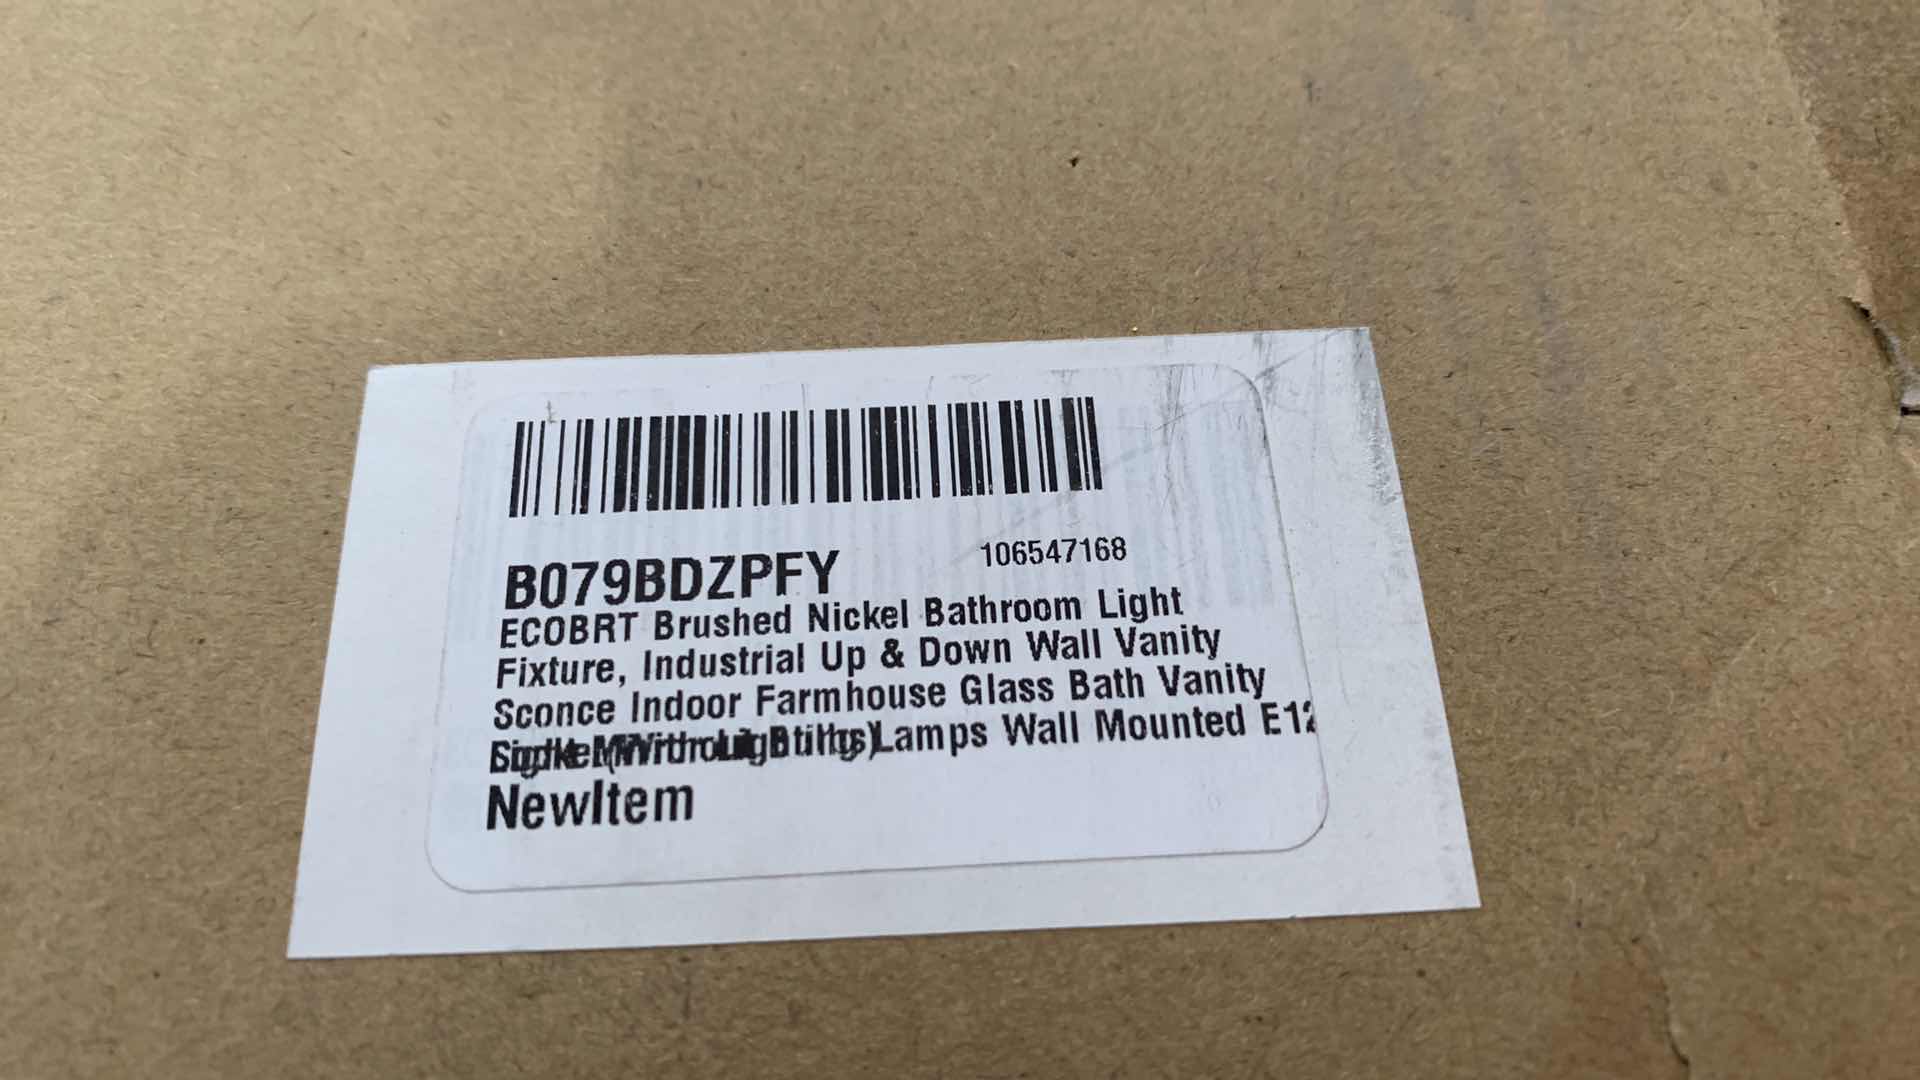 B079BDZPFY 106547168
ECOBRT Brushed Nickel Bathroom Light
Fixture, Industrial Up & Down Wall Vanity
Sconce Indoor Farmhouse Glass Bath Vanity
Lamps Wall Mounted E12
NewItem